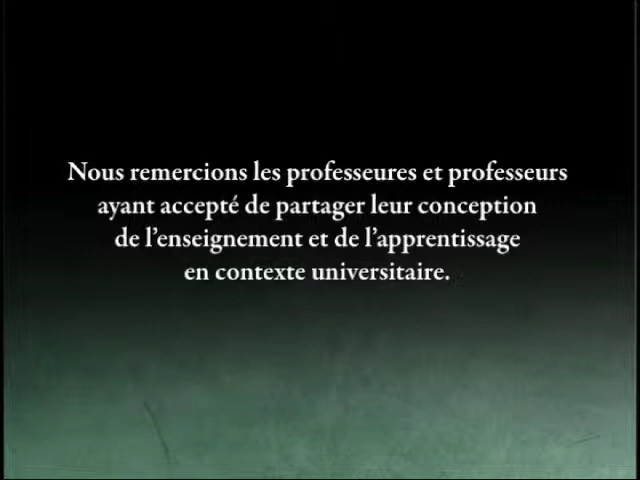 Nous remercions les professeures et professeurs
ayant accepté de partager leur conception
de l’enseignement et de l’apprentissage
en contexte universitaire.